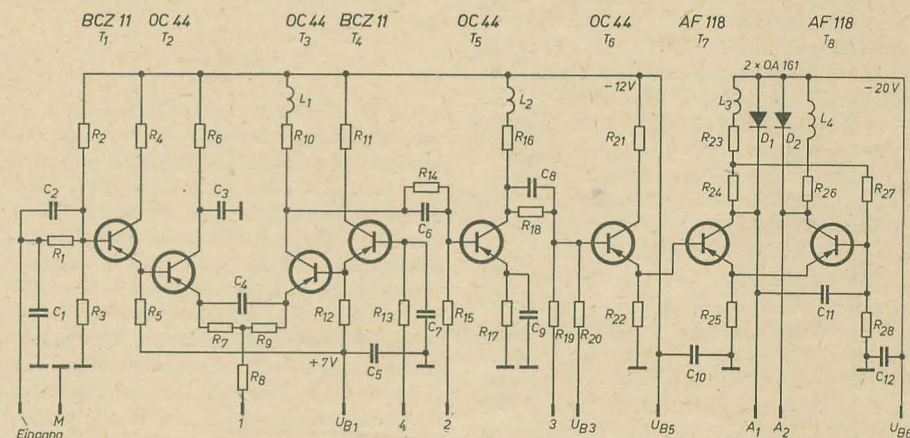 BCZ 11 OC 44 OC 44 BCZ 11 OC 44 OC 44 AF 118 AF 118
T1 T2 T3 T4 T5 T6 T7 T8
2 × OA 161
-12V -20V
L1 L2 L3 L4
R2 R4 R6 R10 R11 R16 R21 R23 D1 D2
R14 C8 R24 R26 R27
C2 C3 C6 R18
R1
C4
C1 R3 R5 R7 R9 R12 R13 C7 R15 R17 C9 R19 R20 R22 R25 C11 R28
+7V C5 C10 C12
R8
Eingang M 1 UB1 4 2 3 UB3 UB5 A1 A2 UB6